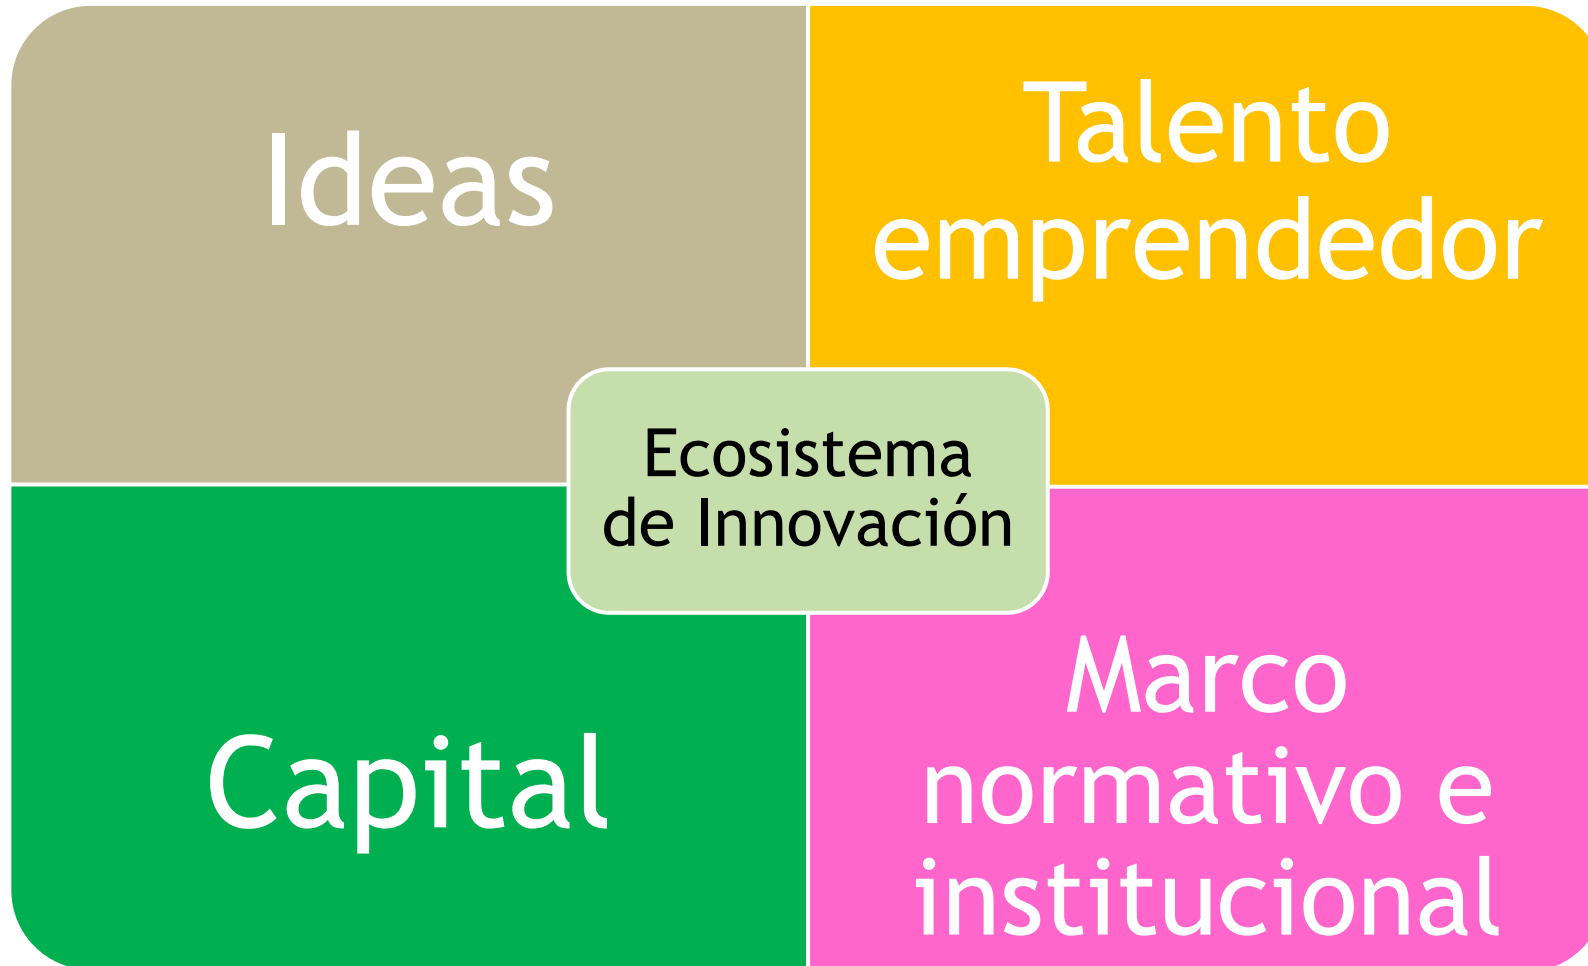 Ideas
Talento
emprendedor
Ecosistema
de Innovación
Capital
Marco
normativo e
institucional